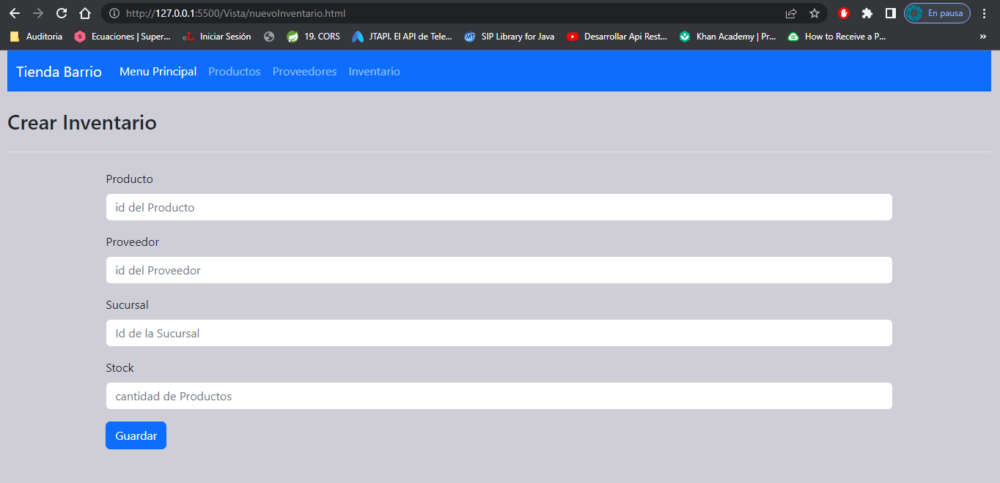 http://127.0.0.1:5500/Vista/nuevoInventario.html
En pausa
Auditoria
Ecuaciones | Super...
eL Iniciar Sesión
19. CORS
JTAPI. El API de Tele...
MT SIP Library for Java
Desarrollar Api Rest...
Khan Academy | Pr...
How to Receive a P...
»
Tienda Barrio Menu Principal Productos Proveedores Inventario
Crear Inventario
Producto
id del Producto
Proveedor
id del Proveedor
Sucursal
Id de la Sucursal
Stock
cantidad de Productos
Guardar